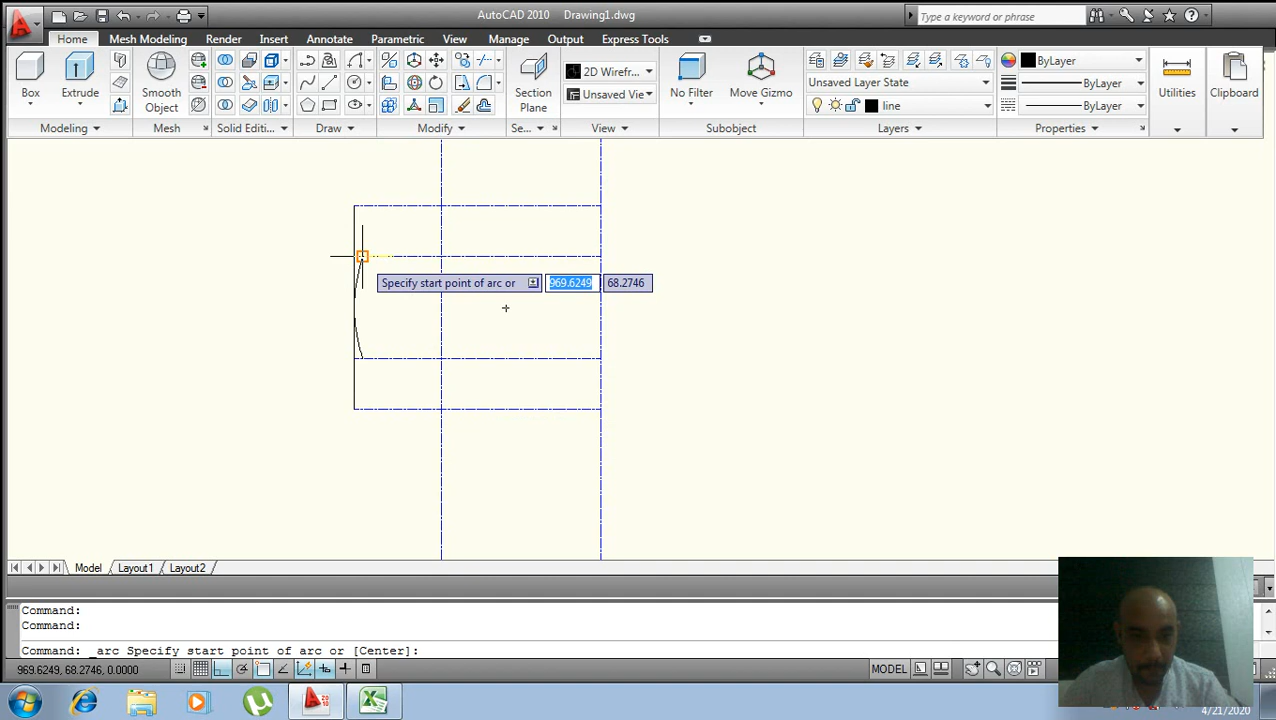 AutoCAD 2010 Drawing1.dwg
Type a keyword or phrase
Home Mesh Modeling Render Insert Annotate Parametric View Manage Output Express Tools
Box Extrude Smooth Object Section Plane 2D Wirefr... No Filter Move Gizmo Unsaved Layer State ByLayer Utilities Clipboard
Unsaved Vie ByLayer
line ByLayer
Modeling Mesh Solid Editi... Draw Modify Se... View Subobject Layers Properties
Specify start point of arc or 969.6249 68.2746
Model Layout1 Layout2
Command:
Command:
Command: _arc Specify start point of arc or [Center]:
969.6249, 68.2746, 0.0000 MODEL
4/21/2020